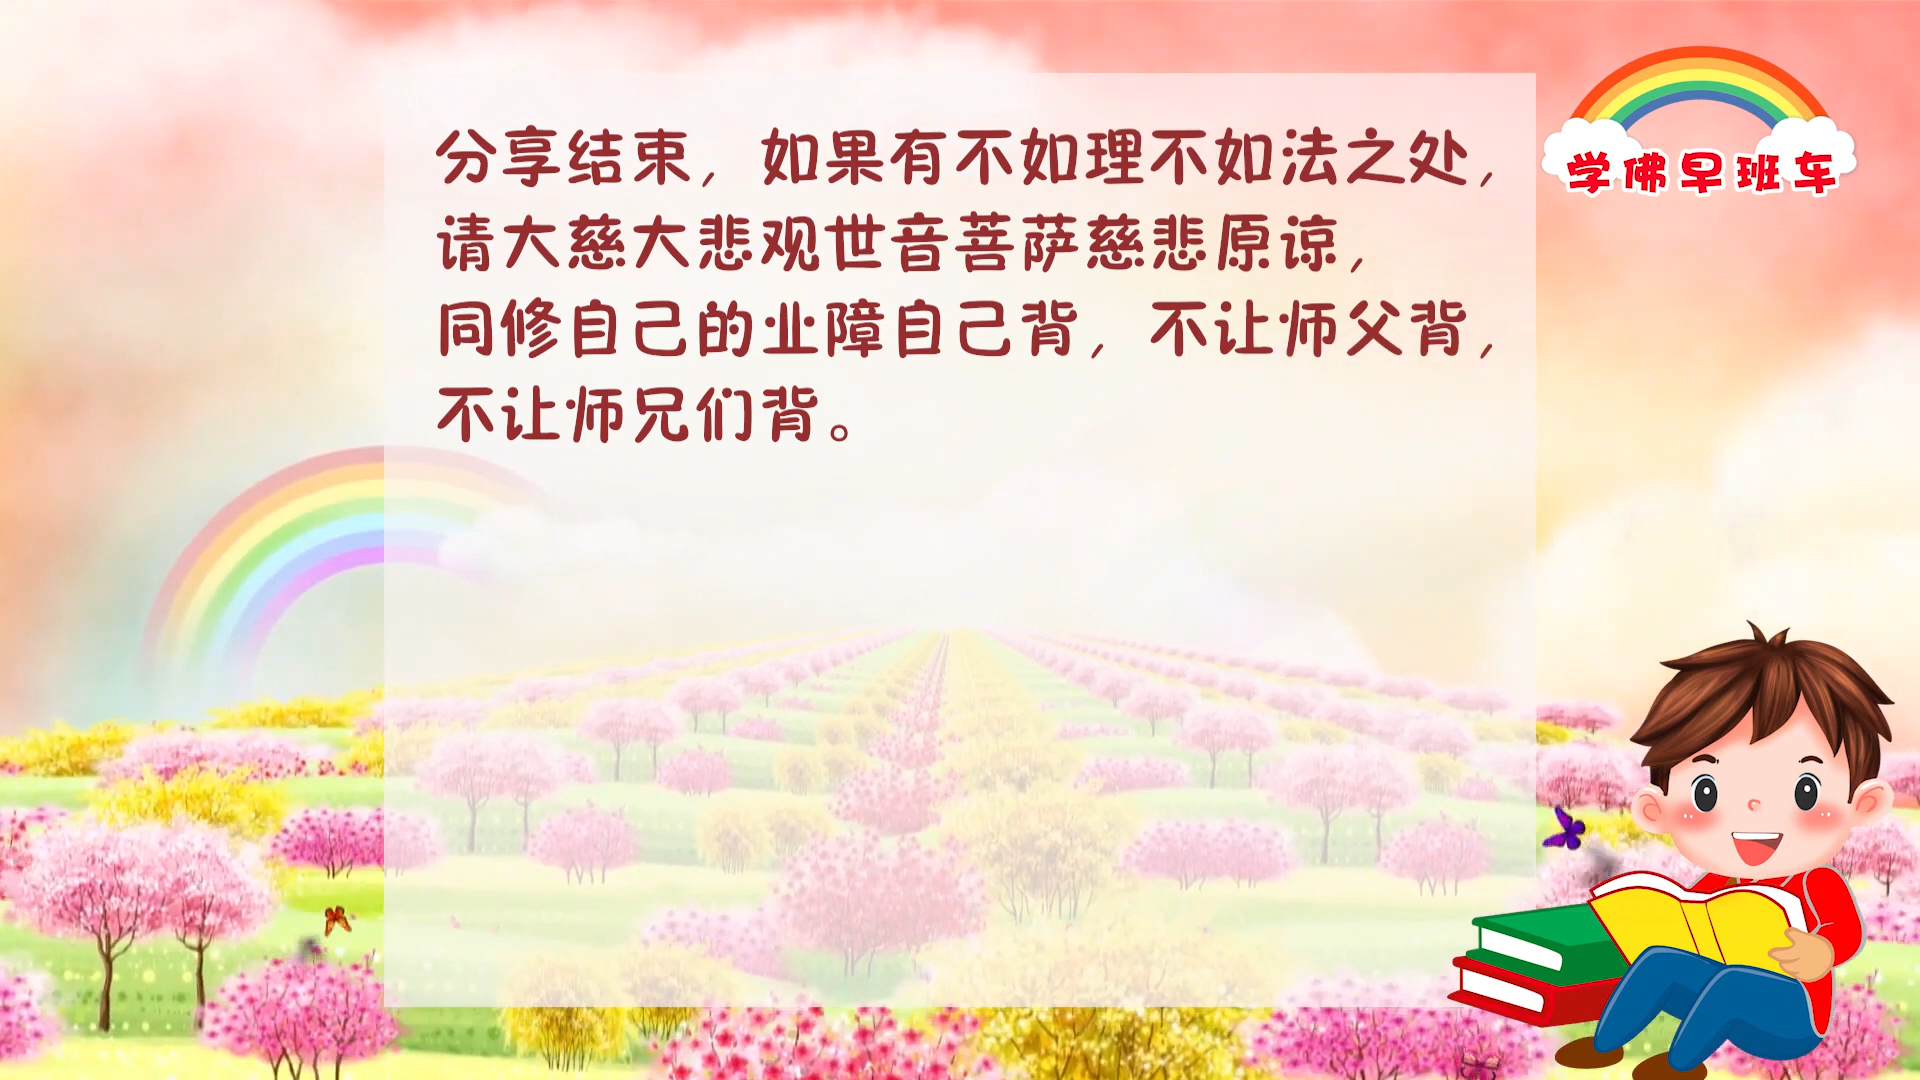 分享结束，如果有不如理不如法之处，
请大慈大悲观世音菩萨慈悲原谅，
同修自己的业障自己背，不让师父背，
不让师兄们背。
学佛早班车